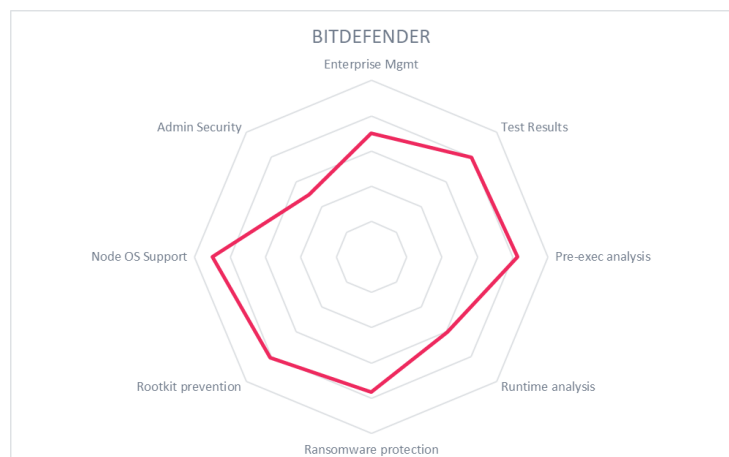 BITDEFENDER
Enterprise Mgmt
Admin Security
Test Results
Node OS Support
Pre-exec analysis
Rootkit prevention
Runtime analysis
Ransomware protection